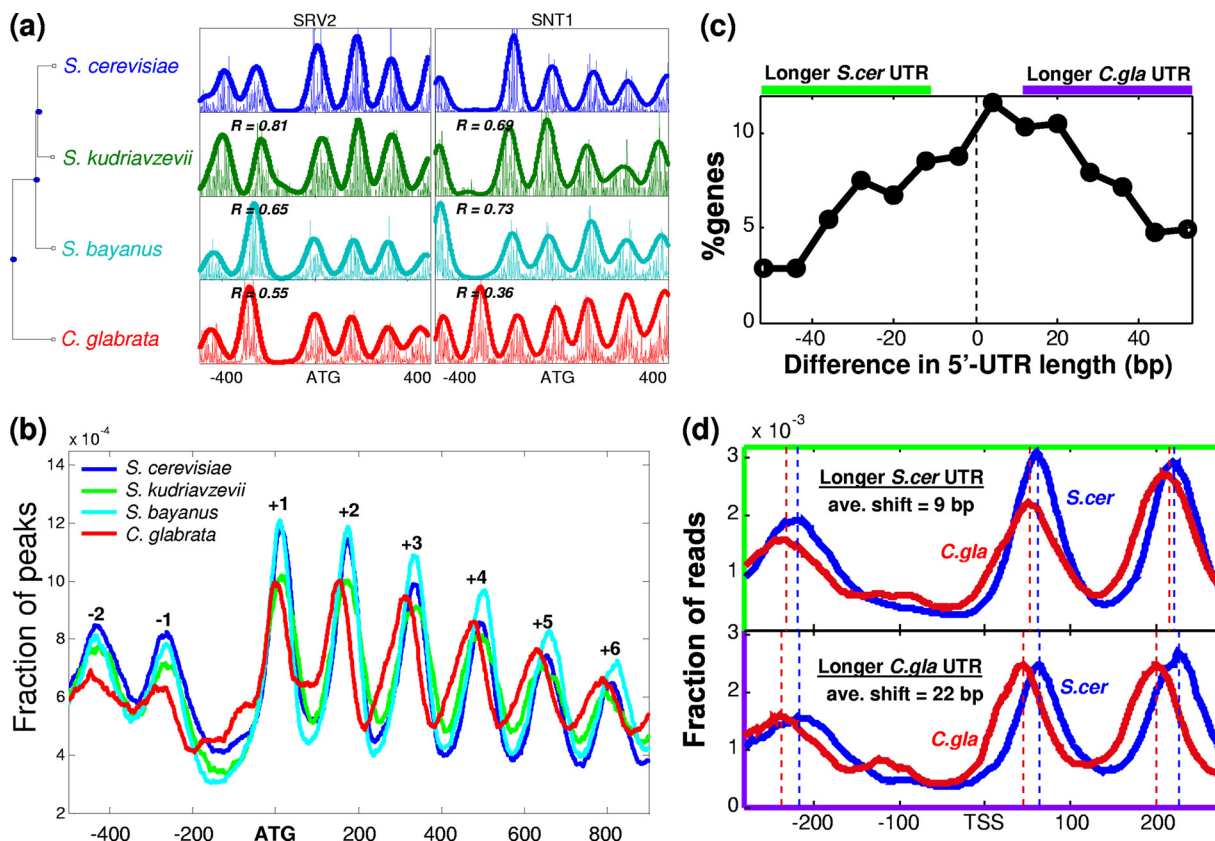 (a)
SRV2
SNT1
S. cerevisiae
S. kudriavzevii
S. bayanus
C. glabrata
R = 0.81
R = 0.69
R = 0.65
R = 0.73
R = 0.55
R = 0.36
-400
ATG
400
-400
ATG
400
(c)
Longer S.cer UTR
Longer C.gla UTR
%genes
10
5
0
-40
-20
0
20
40
Difference in 5'-UTR length (bp)
(b)
x 10⁻⁴
Fraction of peaks
14
12
10
8
6
4
2
S. cerevisiae
S. kudriavzevii
S. bayanus
C. glabrata
-2
-1
+1
+2
+3
+4
+5
+6
-400
-200
ATG
200
400
600
800
(d)
x 10⁻³
Fraction of reads
3
2
1
0
Longer S.cer UTR
ave. shift = 9 bp
S.cer
C.gla
3
2
1
0
Longer C.gla UTR
ave. shift = 22 bp
S.cer
C.gla
-200
-100
TSS
100
200